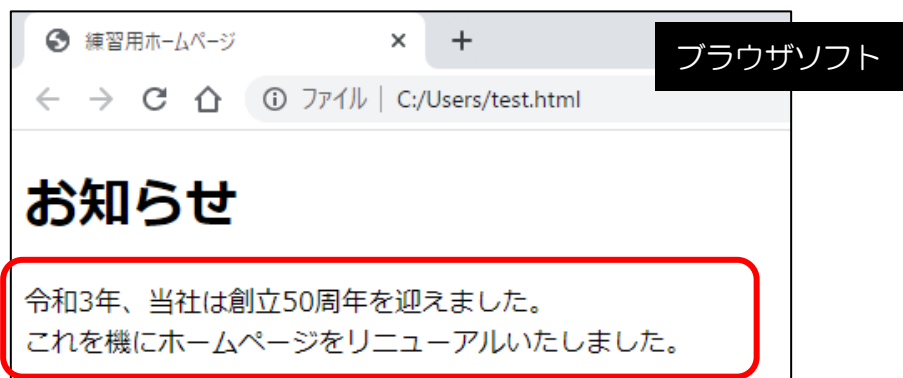 練習用ホームページ
ブラウザソフト
ファイル | C:/Users/test.html
お知らせ
令和3年、当社は創立50周年を迎えました。
これを機にホームページをリニューアルいたしました。